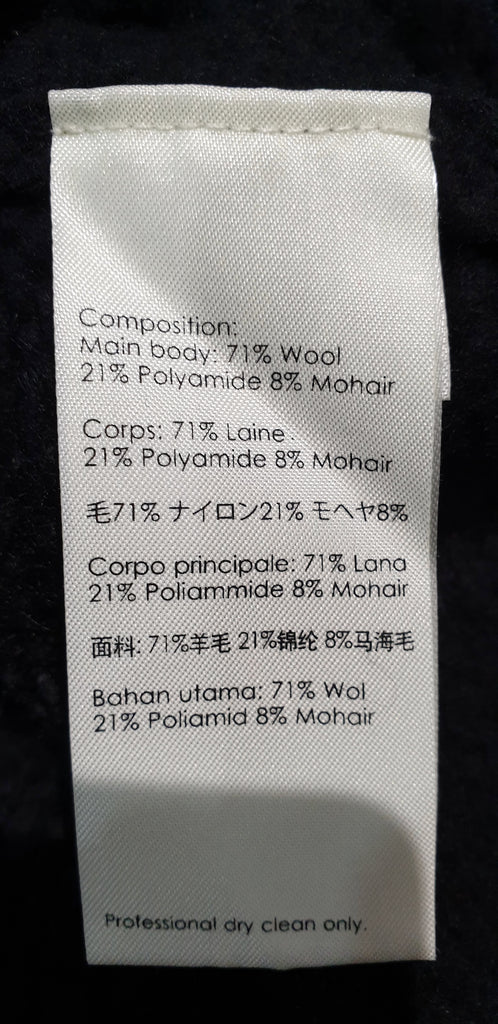 Composition:
Main body: 71% Wool
21% Polyamide 8% Mohair
Corps: 71% Laine
21% Polyamide 8% Mohair
毛71% ナイロン21% モヘヤ8%
Corpo principale: 71% Lana
21% Poliammide 8% Mohair
面料: 71%羊毛 21%锦纶 8%马海毛
Bahan utama: 71% Wol
21% Poliamid 8% Mohair
Professional dry clean only.